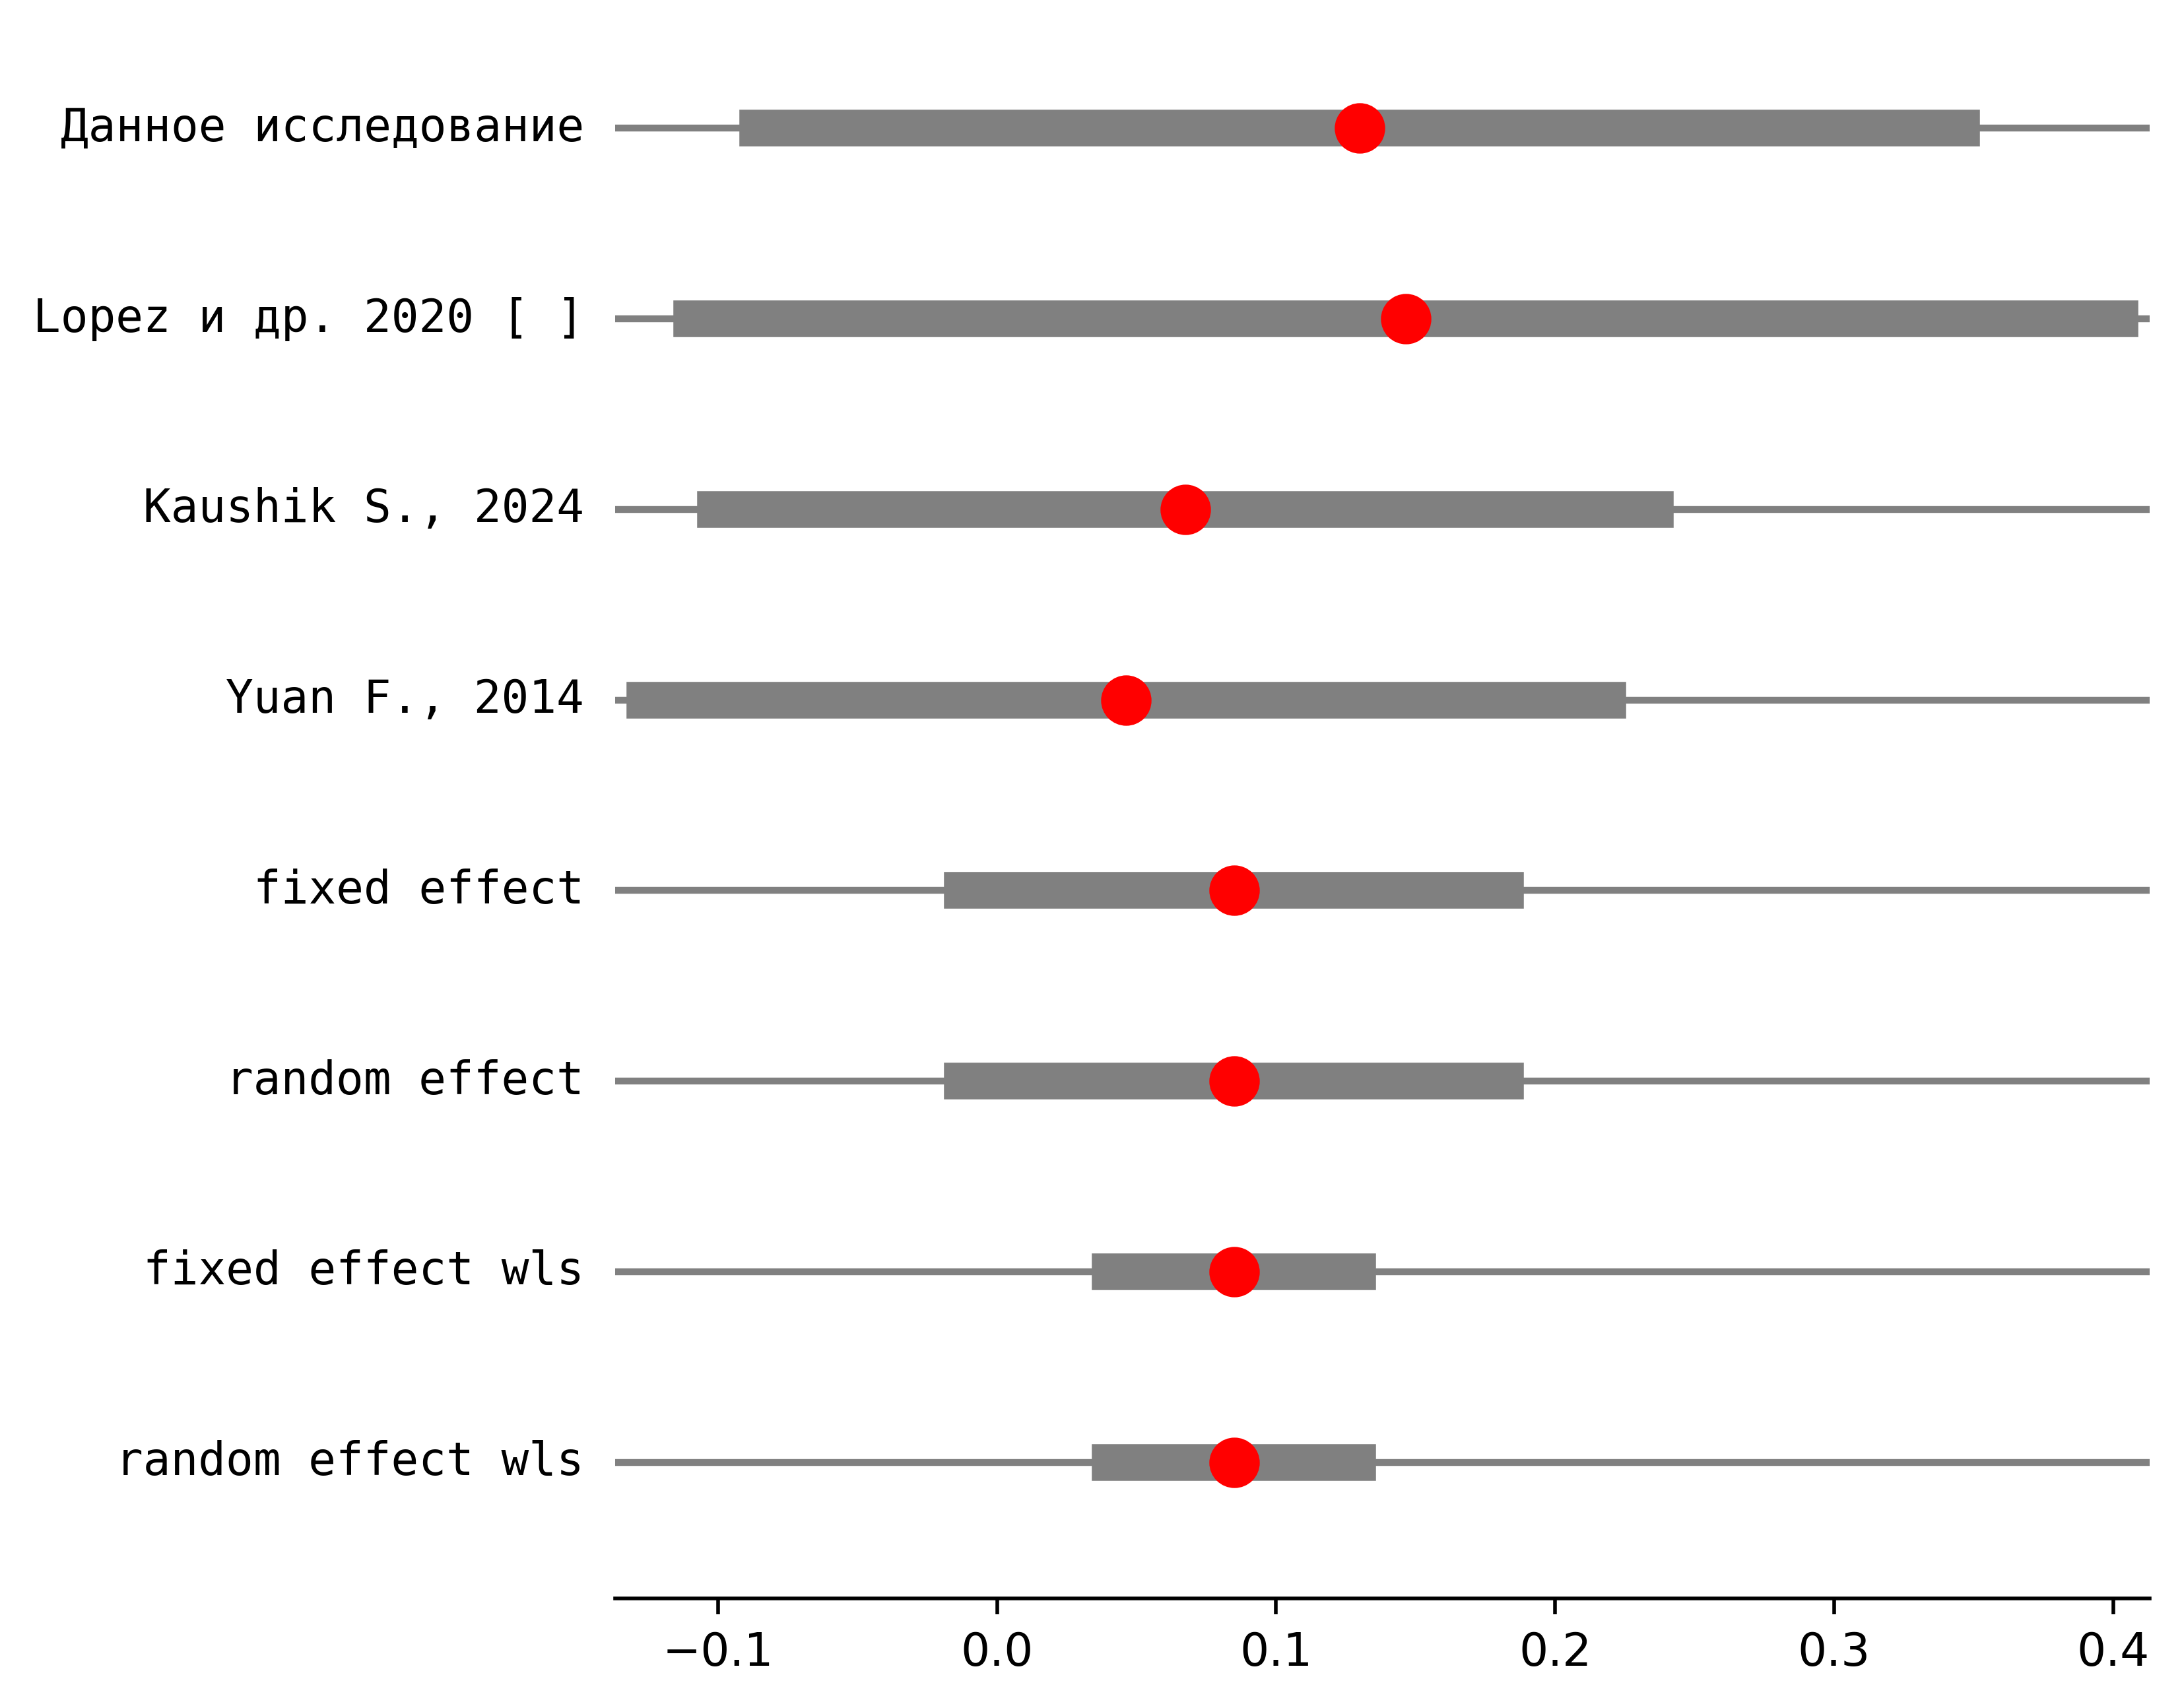 Данное исследование
Lopez и др. 2020 [ ]
Kaushik S., 2024
Yuan F., 2014
fixed effect
random effect
fixed effect wls
random effect wls
−0.1 0.0 0.1 0.2 0.3 0.4